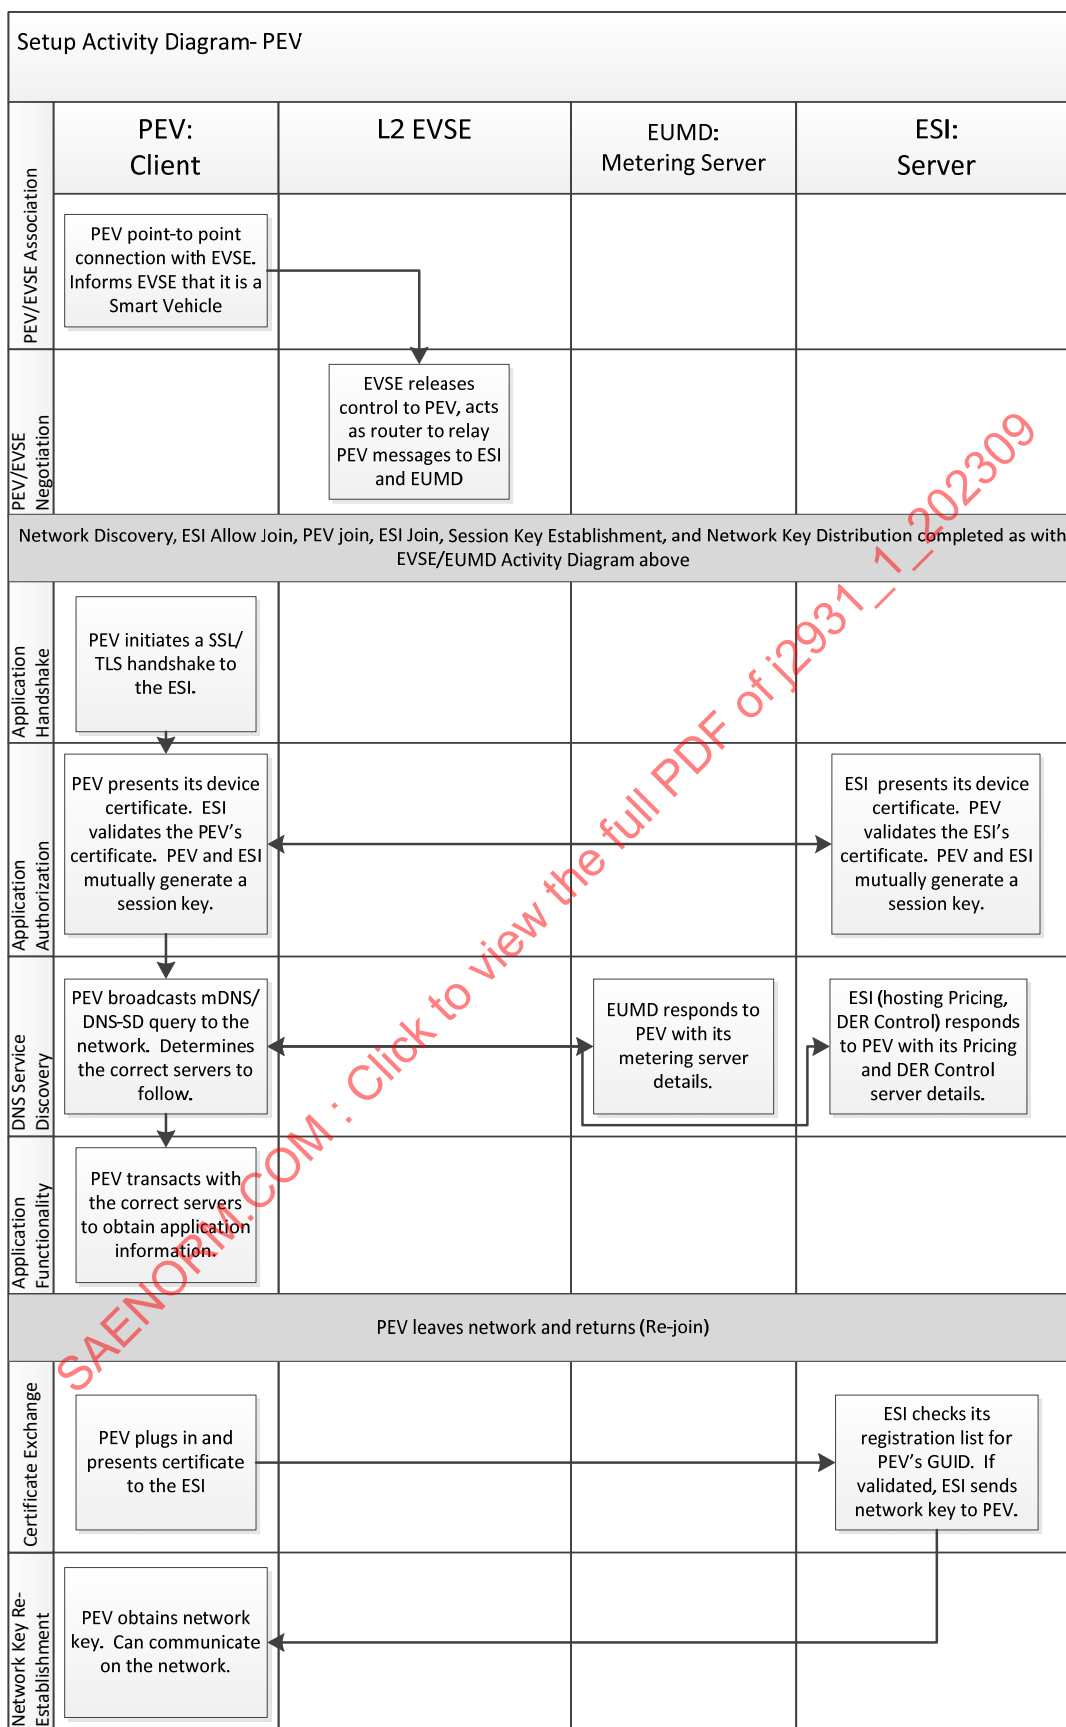 Setup Activity Diagram- PEV
PEV:
Client
L2 EVSE
EUMD:
Metering Server
ESI:
Server
PEV/EVSE Association
PEV point-to point
connection with EVSE.
Informs EVSE that it is a
Smart Vehicle
PEV/EVSE
Negotiation
EVSE releases
control to PEV, acts
as router to relay
PEV messages to ESI
and EUMD
Network Discovery, ESI Allow Join, PEV join, ESI Join, Session Key Establishment, and Network Key Distribution completed as with
EVSE/EUMD Activity Diagram above
Application
Handshake
PEV initiates a SSL/
TLS handshake to
the ESI.
Application
Authorization
PEV presents its device
certificate.  ESI
validates the PEV's
certificate.  PEV and ESI
mutually generate a
session key.
ESI  presents its device
certificate.  PEV
validates the ESI's
certificate.  PEV and ESI
mutually generate a
session key.
DNS Service
Discovery
PEV broadcasts mDNS/
DNS-SD query to the
network.  Determines
the correct servers to
follow.
EUMD responds to
PEV with its
metering server
details.
ESI (hosting Pricing,
DER Control) responds
to PEV with its Pricing
and DER Control
server details.
Application
Functionality
PEV transacts with
the correct servers
to obtain application
information.
PEV leaves network and returns (Re-join)
Certificate Exchange
PEV plugs in and
presents certificate
to the ESI
ESI checks its
registration list for
PEV's GUID.  If
validated, ESI sends
network key to PEV.
Network Key Re-
Establishment
PEV obtains network
key.  Can communicate
on the network.
SAENORM.COM : Click to view the full PDF of j2931_1_202309